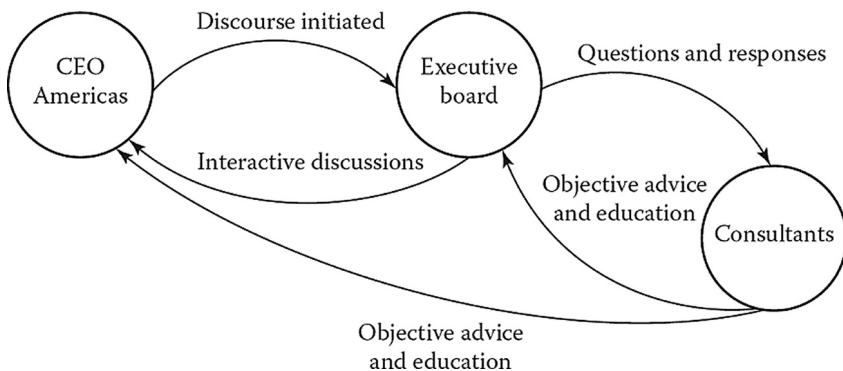 Discourse initiated
CEO
Americas
Executive
board
Questions and responses
Interactive discussions
Objective advice
and education
Consultants
Objective advice
and education